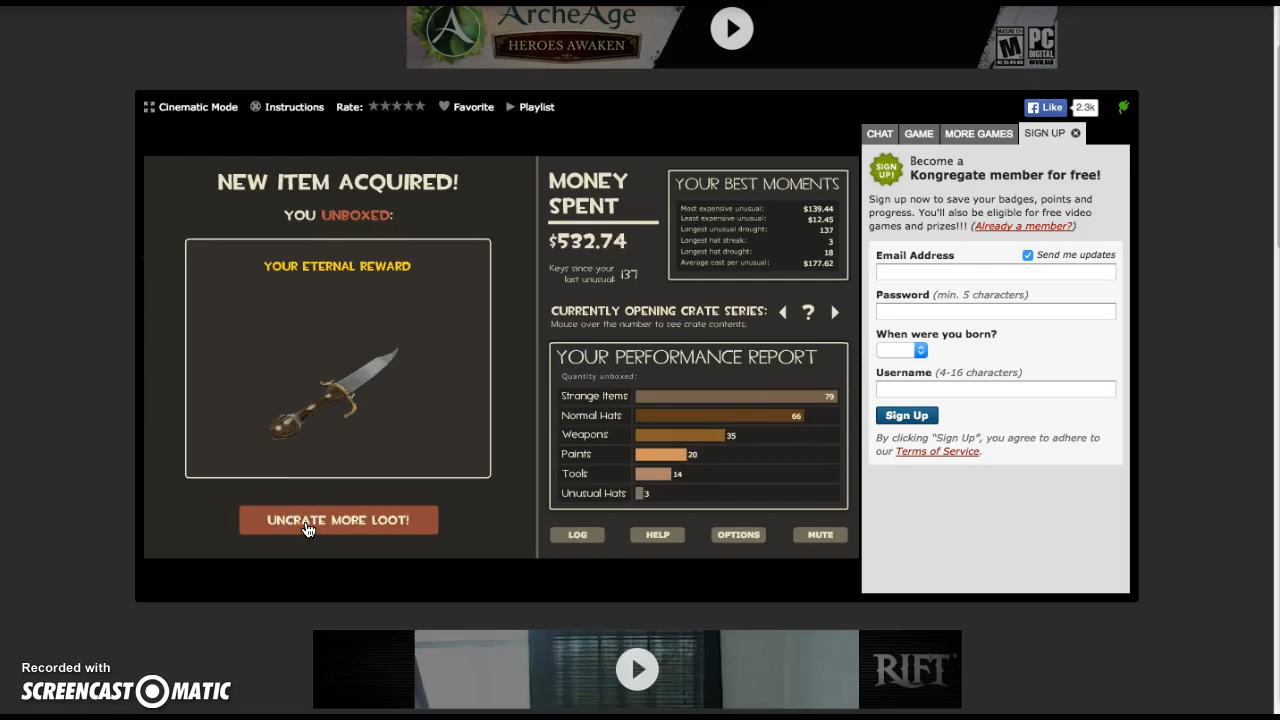 ArcheAge
HEROES AWAKEN
MATURE 17+
M
ESRB
PC
DIGITAL
DOWNLOAD
Cinematic Mode Instructions Rate: Favorite Playlist
Like 2.3k
CHAT GAME MORE GAMES SIGN UP
NEW ITEM ACQUIRED!
YOU UNBOXED:
YOUR ETERNAL REWARD
UNCRATE MORE LOOT!
MONEY
SPENT
$532.74
Keys since your
last unusual: 137
YOUR BEST MOMENTS
Most expensive unusual: $139.44
Least expensive unusual: $12.45
Longest unusual drought: 137
Longest hat streak: 3
Longest hat drought: 18
Average cost per unusual: $177.62
CURRENTLY OPENING CRATE SERIES: ?
Mouse over the number to see crate contents.
YOUR PERFORMANCE REPORT
Quantity unboxed:
Strange Items 79
Normal Hats 66
Weapons 35
Paints 20
Tools 14
Unusual Hats 3
LOG HELP OPTIONS MUTE
SIGN UP!
Become a
Kongregate member for free!
Sign up now to save your badges, points and
progress. You'll also be eligible for free video
games and prizes!!! (Already a member?)
Email Address Send me updates
Password (min. 5 characters)
When were you born?
Username (4-16 characters)
Sign Up
By clicking "Sign Up", you agree to adhere to
our Terms of Service.
RIFT
Recorded with
SCREENCAST MATIC